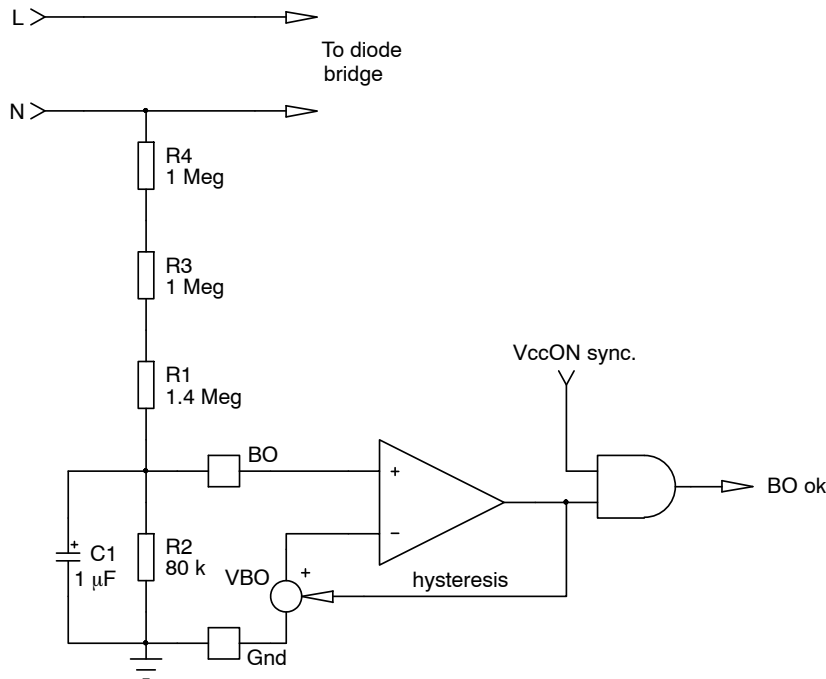 L
To diode
bridge
N
R4
1 Meg
R3
1 Meg
VccON sync.
R1
1.4 Meg
BO
+
BO ok
−
+
C1
1 μF
R2
80 k
VBO
+
hysteresis
Gnd